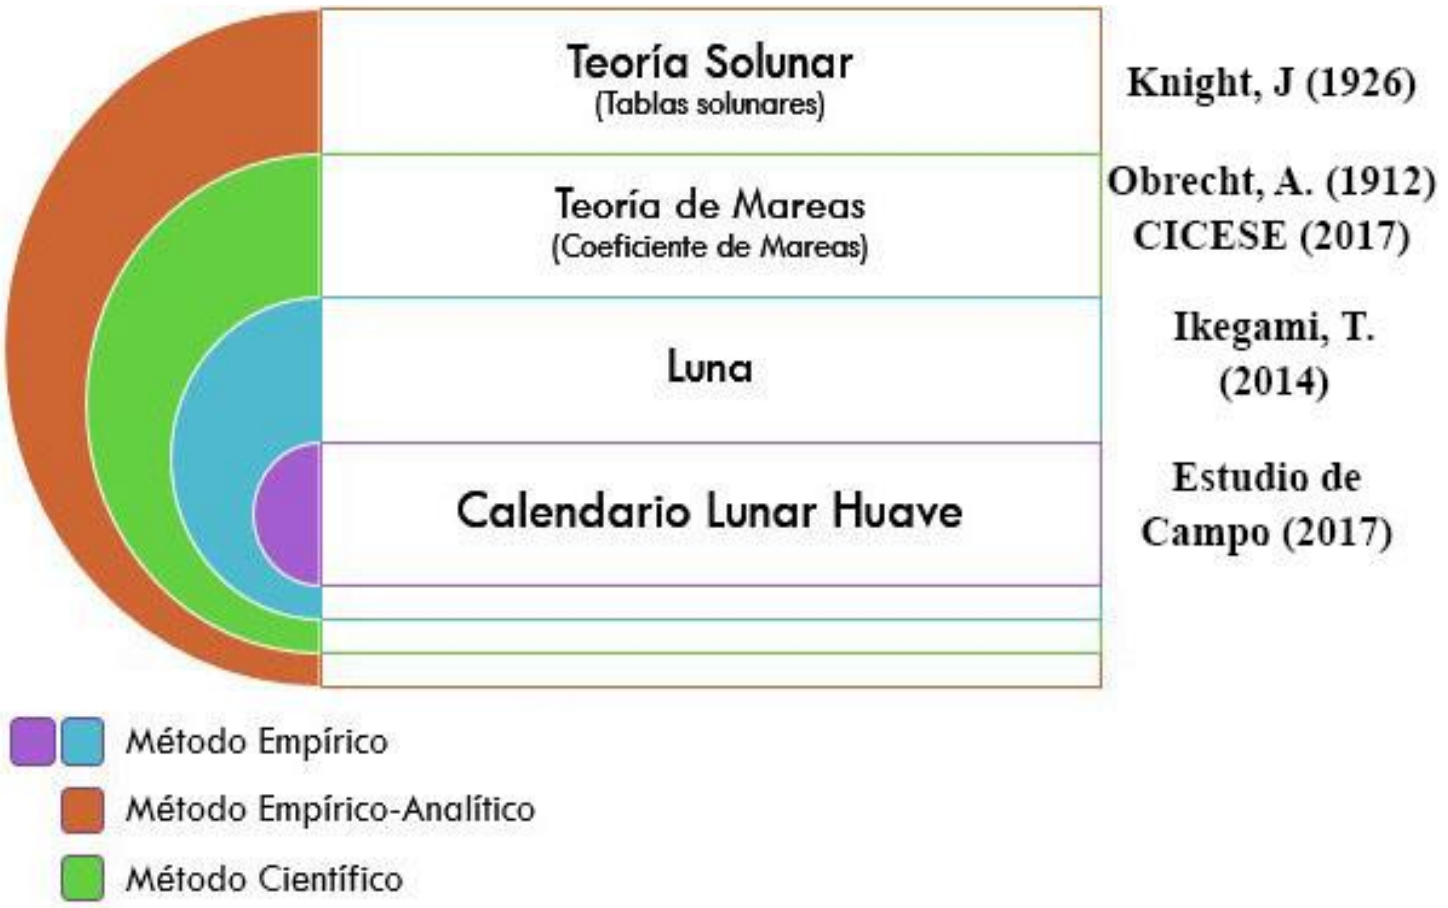 Teoría Solunar
(Tablas solunares)
Knight, J (1926)
Teoría de Mareas
(Coeficiente de Mareas)
Obrecht, A. (1912)
CICESE (2017)
Luna
Ikegami, T.
(2014)
Calendario Lunar Huave
Estudio de
Campo (2017)
Método Empírico
Método Empírico-Analítico
Método Científico